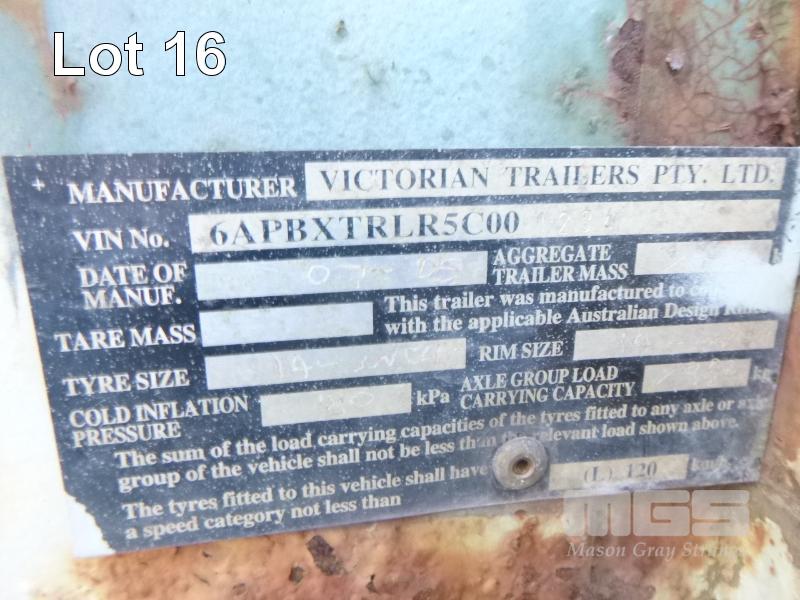 Lot 16
MANUFACTURER VICTORIAN TRAILERS PTY. LTD.
VIN No. 6APBXTRLR5C00
DATE OF MANUF. AGGREGATE TRAILER MASS
This trailer was manufactured to
TARE MASS with the applicable Australian Design
TYRE SIZE RIM SIZE
COLD INFLATION PRESSURE kPa AXLE GROUP LOAD CARRYING CAPACITY kg
The sum of the load carrying capacities of the tyres fitted to any axle or axle
group of the vehicle shall not be less than the relevant load shown above.
The tyres fitted to this vehicle shall have (L) 120
a speed category not less than
MGS
Mason Gray Strange